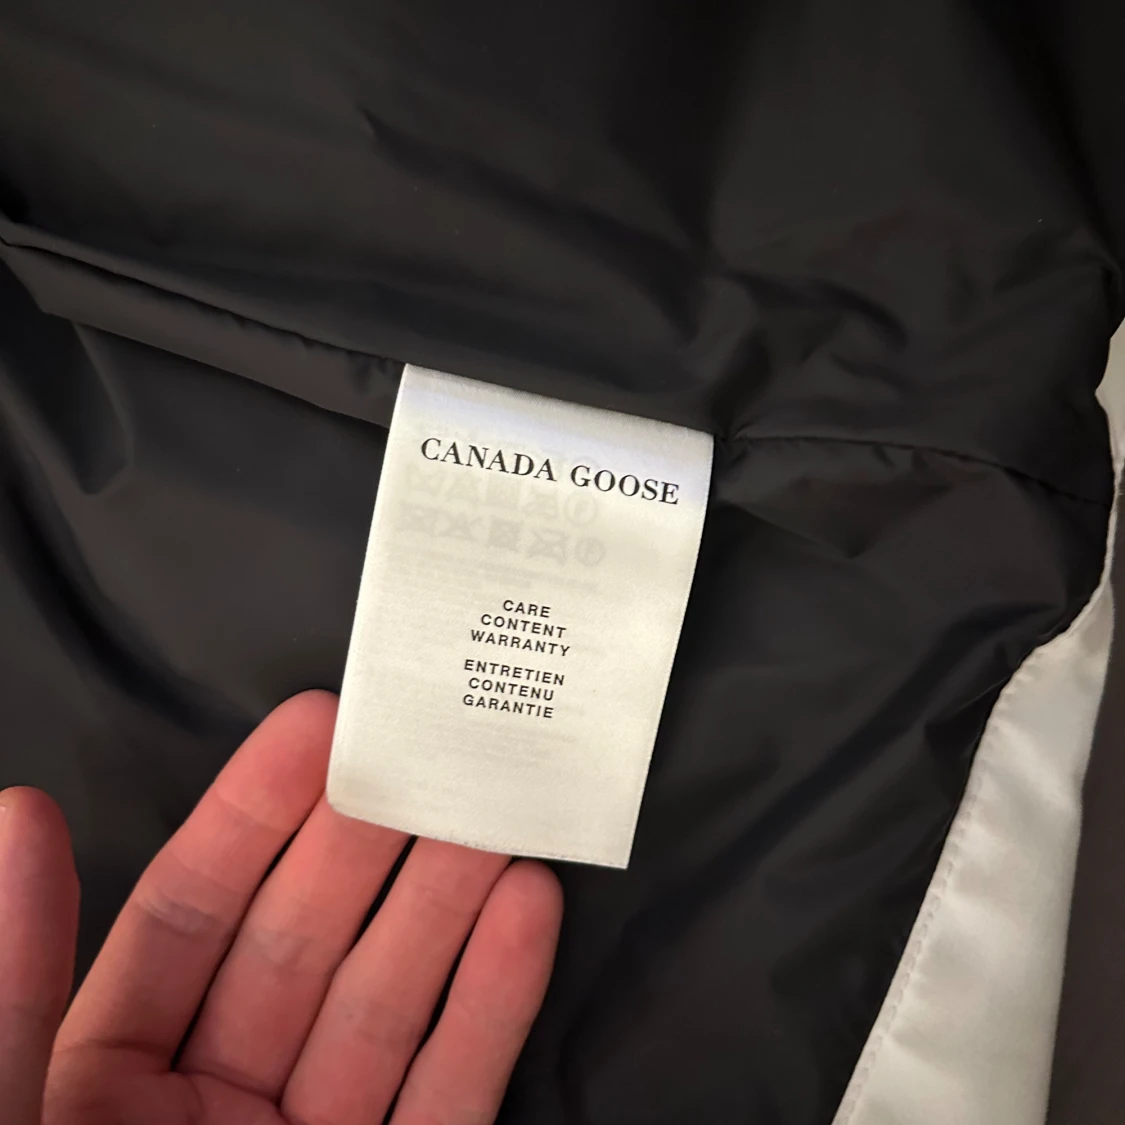 CANADA GOOSE
CARE
CONTENT
WARRANTY
ENTRETIEN
CONTENU
GARANTIE